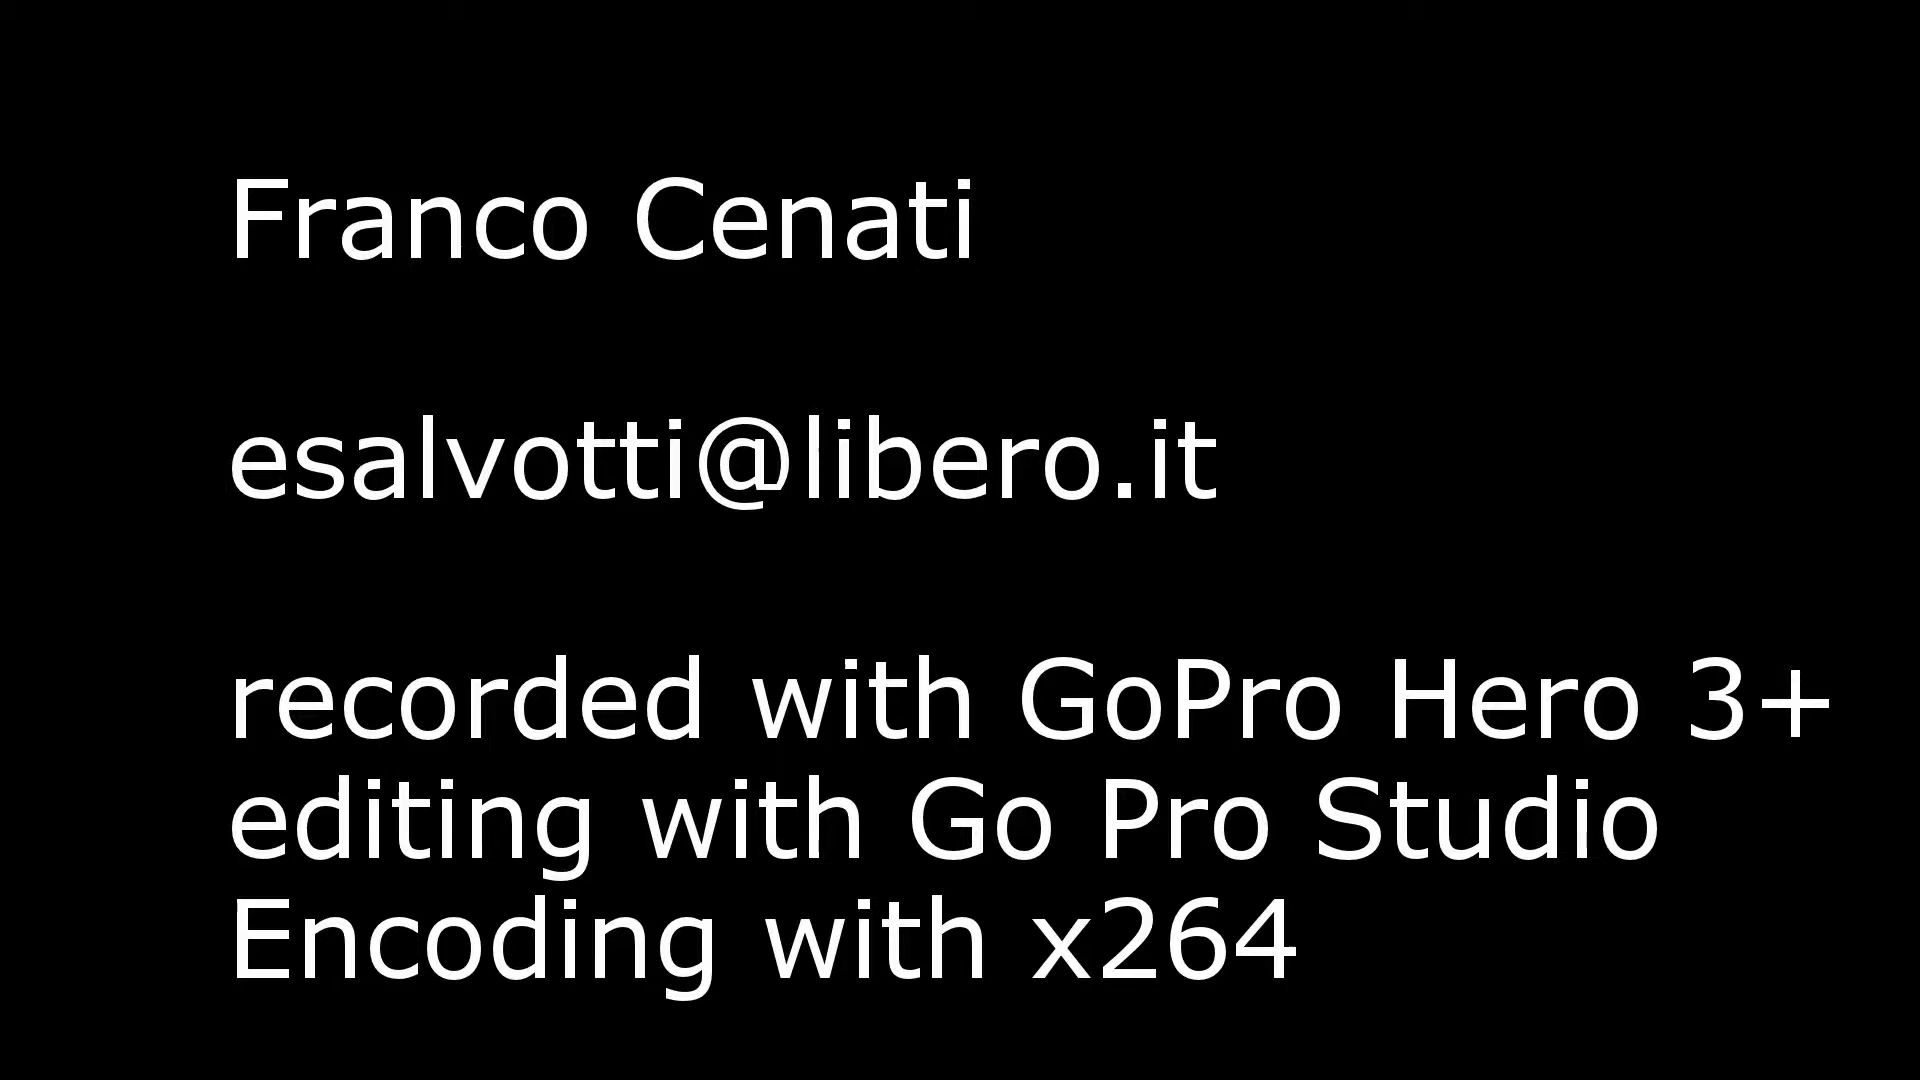 Franco Cenati
esalvotti@libero.it
recorded with GoPro Hero 3+
editing with Go Pro Studio
Encoding with x264